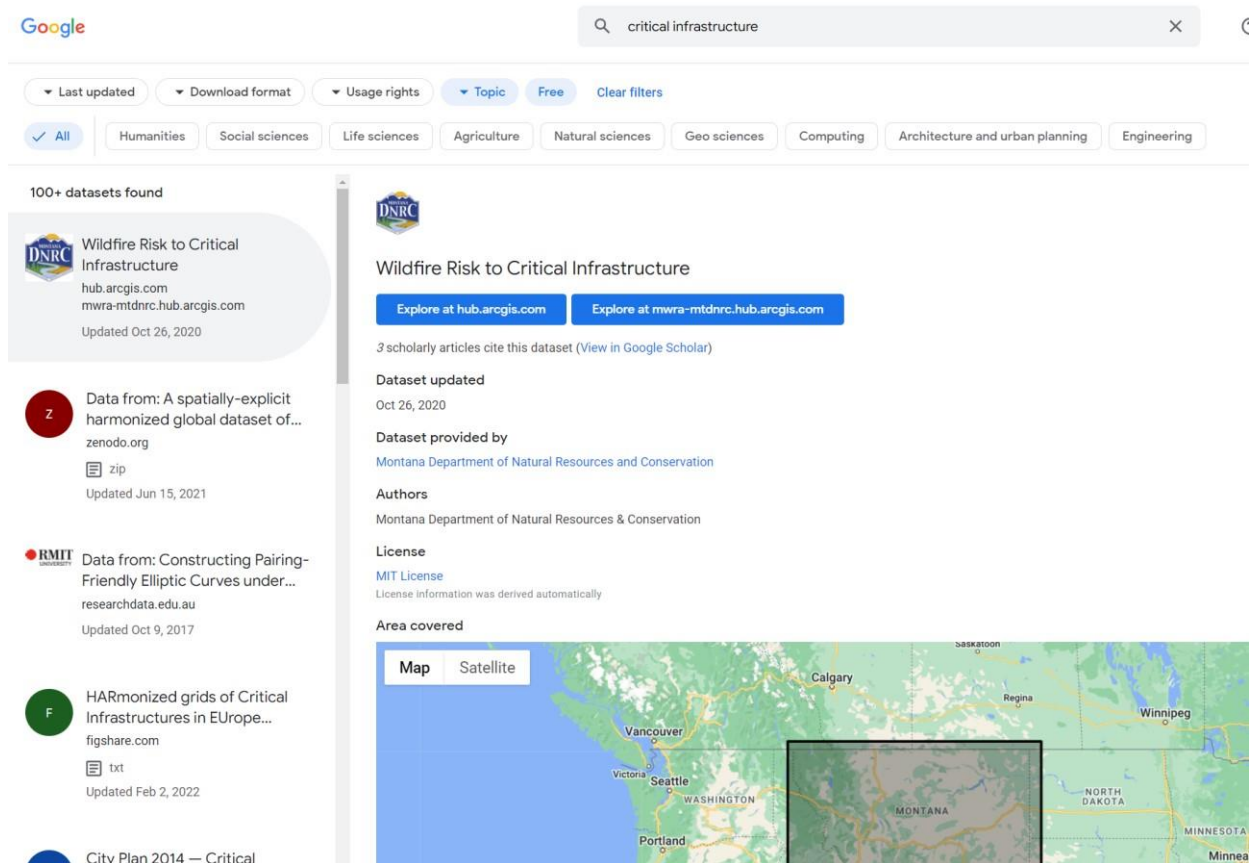 Google
critical infrastructure
Last updated
Download format
Usage rights
Topic
Free
Clear filters
All
Humanities
Social sciences
Life sciences
Agriculture
Natural sciences
Geo sciences
Computing
Architecture and urban planning
Engineering
100+ datasets found
DNRC
Wildfire Risk to Critical
Infrastructure
hub.arcgis.com
mwra-mtdnrc.hub.arcgis.com
Updated Oct 26, 2020
Z
Data from: A spatially-explicit
harmonized global dataset of...
zenodo.org
zip
Updated Jun 15, 2021
RMIT
UNIVERSITY
Data from: Constructing Pairing-
Friendly Elliptic Curves under...
researchdata.edu.au
Updated Oct 9, 2017
F
HARmonized grids of Critical
Infrastructures in EUrope...
figshare.com
txt
Updated Feb 2, 2022
City Plan 2014 — Critical
DNRC
Wildfire Risk to Critical Infrastructure
Explore at hub.arcgis.com
Explore at mwra-mtdnrc.hub.arcgis.com
3 scholarly articles cite this dataset (View in Google Scholar)
Dataset updated
Oct 26, 2020
Dataset provided by
Montana Department of Natural Resources and Conservation
Authors
Montana Department of Natural Resources & Conservation
License
MIT License
License information was derived automatically
Area covered
Map
Satellite
Saskatoon
Calgary
Regina
Winnipeg
Vancouver
Victoria
Seattle
WASHINGTON
NORTH
DAKOTA
MONTANA
MINNESOTA
Portland
Minnea